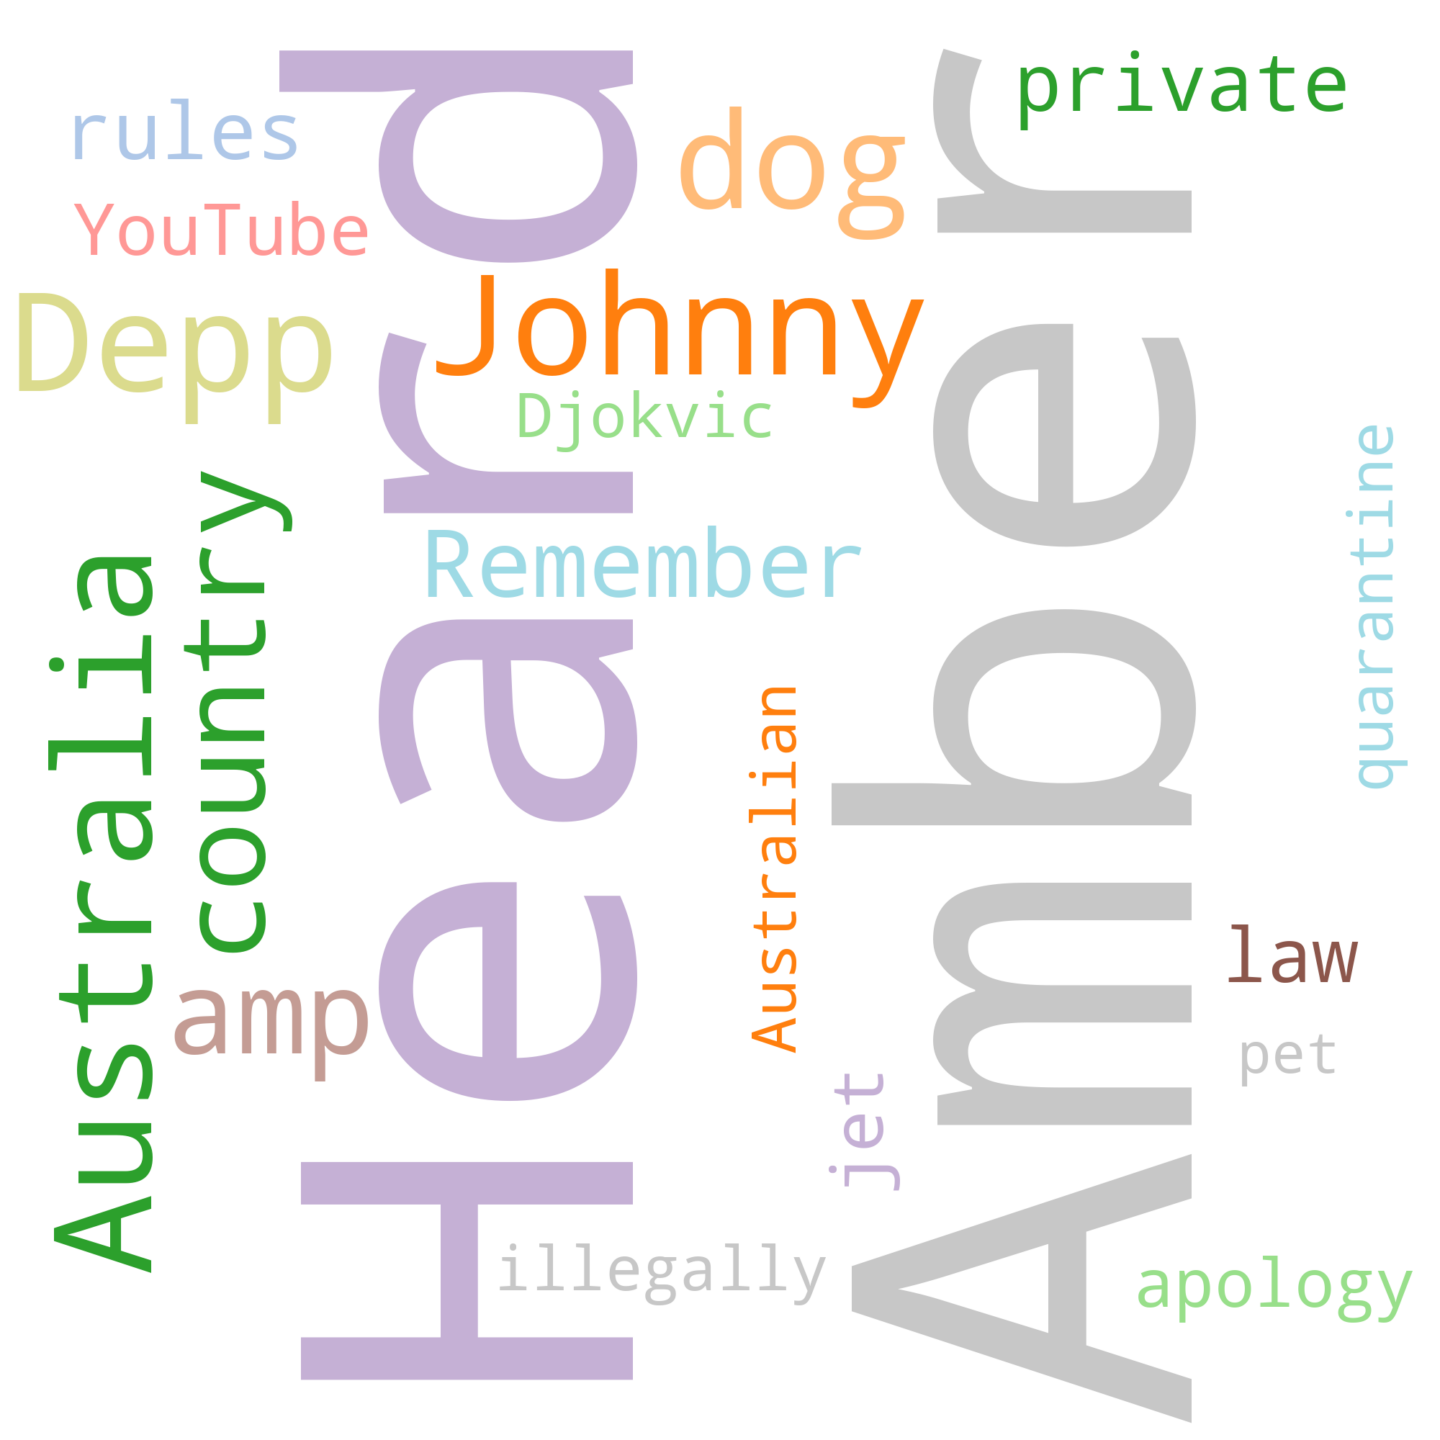 private
rules
dog
YouTube
Johnny
Depp
Djokvic
Heard
Amber
Remember
quarantine
country
Australia
Australian
law
amp
pet
jet
illegally
apology